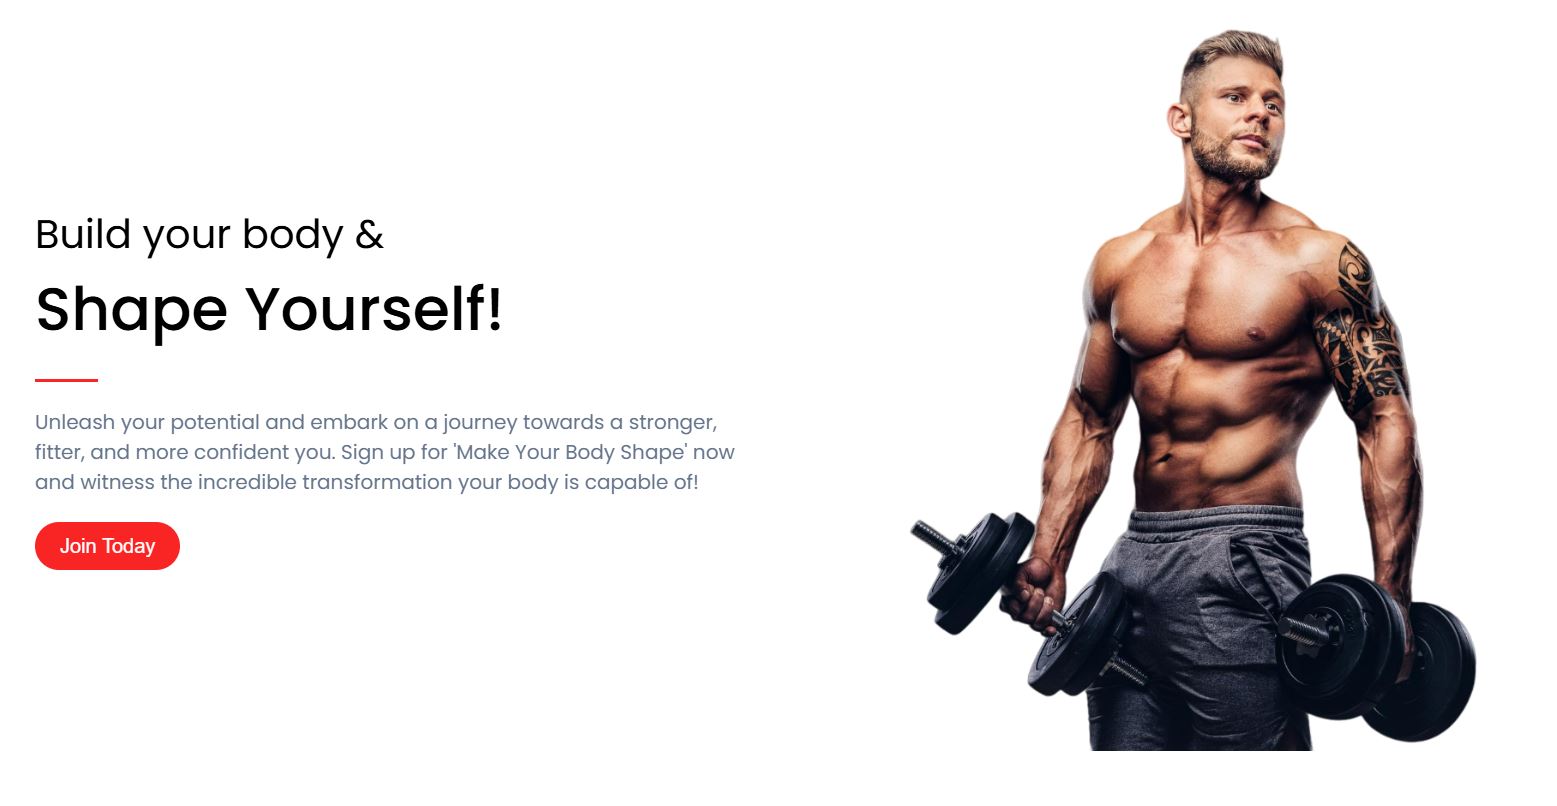 Build your body &
Shape Yourself!
Unleash your potential and embark on a journey towards a stronger,
fitter, and more confident you. Sign up for 'Make Your Body Shape' now
and witness the incredible transformation your body is capable of!
Join Today